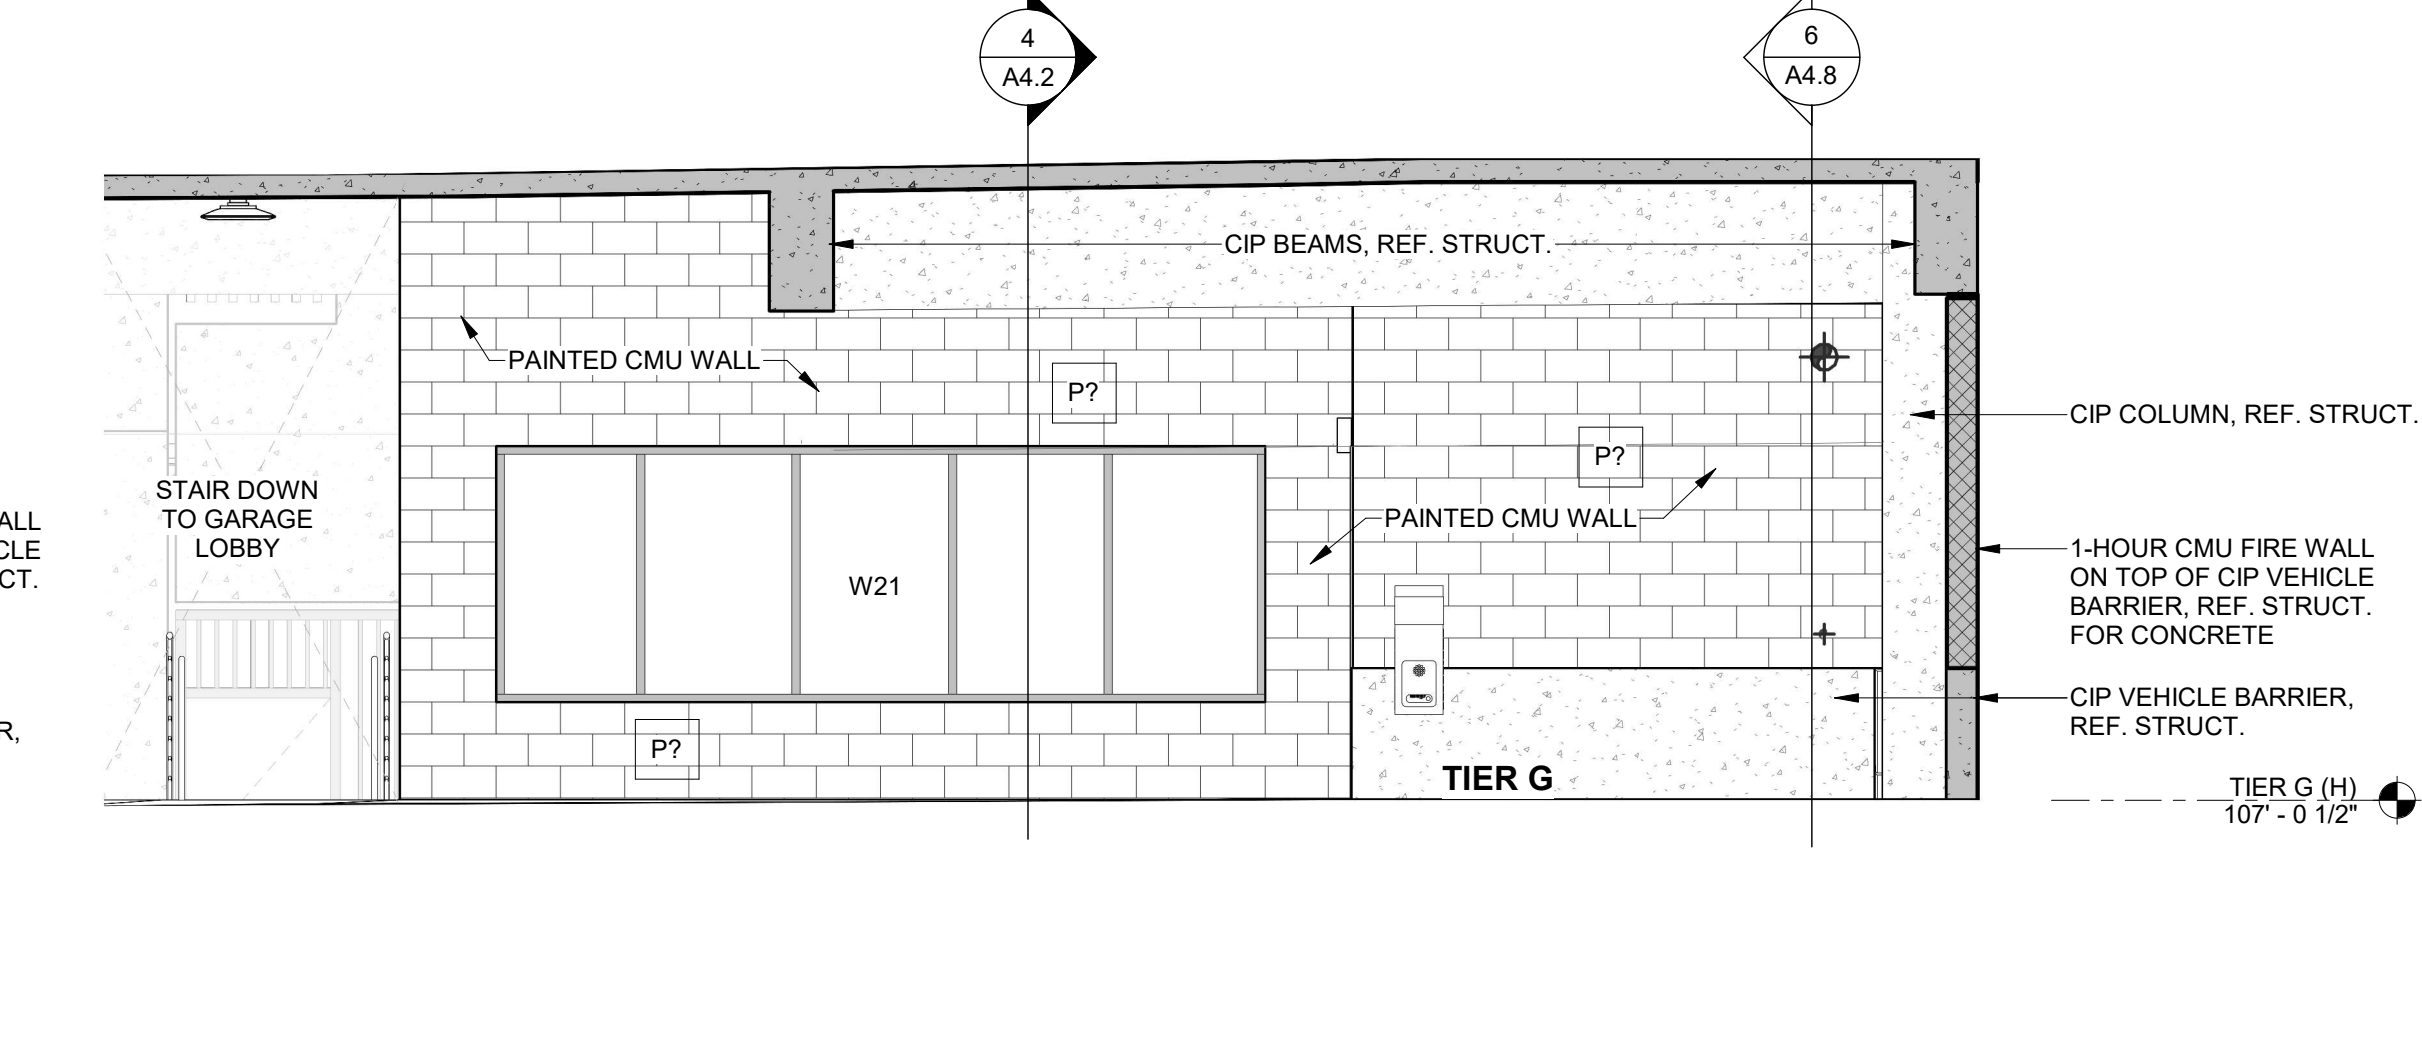 4
A4.2
6
A4.8
CIP BEAMS, REF. STRUCT.
PAINTED CMU WALL
P?
CIP COLUMN, REF. STRUCT.
P?
STAIR DOWN
TO GARAGE
LOBBY
ALL
CLE
CT.
PAINTED CMU WALL
1-HOUR CMU FIRE WALL
ON TOP OF CIP VEHICLE
BARRIER, REF. STRUCT.
FOR CONCRETE
W21
R,
P?
CIP VEHICLE BARRIER,
REF. STRUCT.
TIER G
TIER G (H)
107' - 0 1/2"